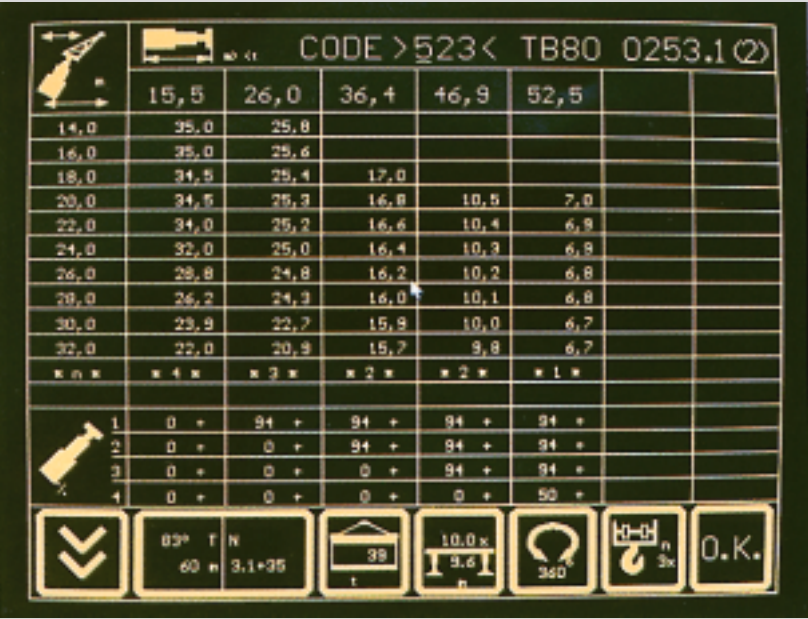 m> <t CODE >523< TB80 0253.1(2)
m 15,5 26,0 36,4 46,9 52,5
14,0 35,0 25,8
16,0 35,0 25,6
18,0 34,5 25,4 17,0
20,0 34,5 25,3 16,8 10,5 7,0
22,0 34,0 25,2 16,6 10,4 6,9
24,0 32,0 25,0 16,4 10,3 6,9
26,0 28,8 24,8 16,2 10,2 6,8
28,0 26,2 24,3 16,0 10,1 6,8
30,0 23,9 22,7 15,9 10,0 6,7
32,0 22,0 20,9 15,7 9,8 6,7
* n * * 4 * * 3 * * 2 * * 2 * * 1 *
1 0 + 94 + 94 + 94 + 94 +
2 0 + 0 + 94 + 94 + 94 +
3 0 + 0 + 0 + 94 + 94 +
% 4 0 + 0 + 0 + 0 + 50 +
83° T N
60 m 3.1+35
39
t
10.0 x
9.6
m
360°
n
3x
O.K.